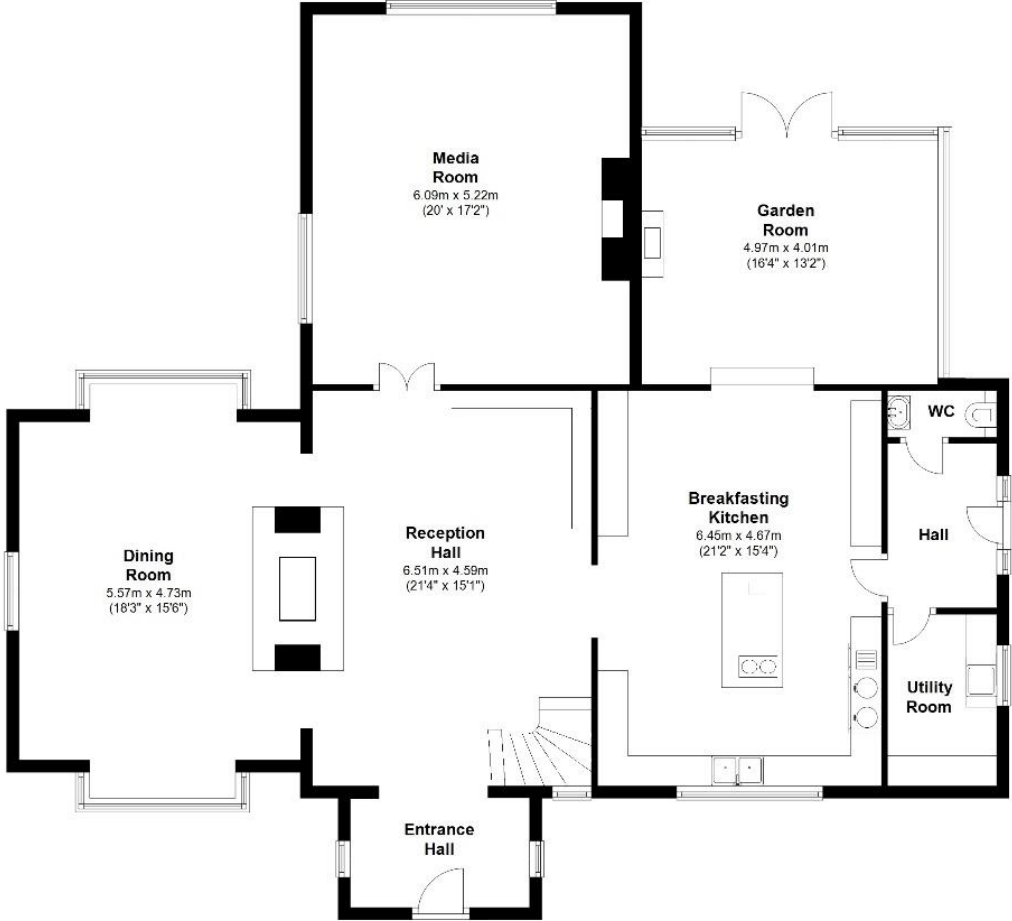 Media
Room
6.09m x 5.22m
(20' x 17'2")
Garden
Room
4.97m x 4.01m
(16'4" x 13'2")
WC
Breakfasting
Kitchen
6.45m x 4.67m
(21'2" x 15'4")
Reception
Hall
6.51m x 4.59m
(21'4" x 15'1")
Hall
Dining
Room
5.57m x 4.73m
(18'3" x 15'6")
Utility
Room
Entrance
Hall